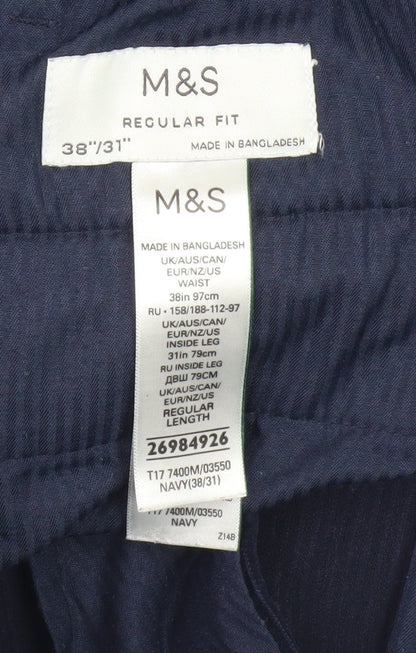 M&S
REGULAR FIT
38"/31" MADE IN BANGLADESH
M&S
MADE IN BANGLADESH
UK/AUS/CAN/
EUR/NZ/US
WAIST
38in 97cm
RU • 158/188-112-97
UK/AUS/CAN/
EUR/NZ/US
INSIDE LEG
31in 79cm
RU INSIDE LEG
ДВШ 79СМ
UK/AUS/CAN/
EUR/NZ/US
REGULAR
LENGTH
26984926
T17 7400M/03550
NAVY(38/31)
T17 7400M/03550
NAVY
Z14B